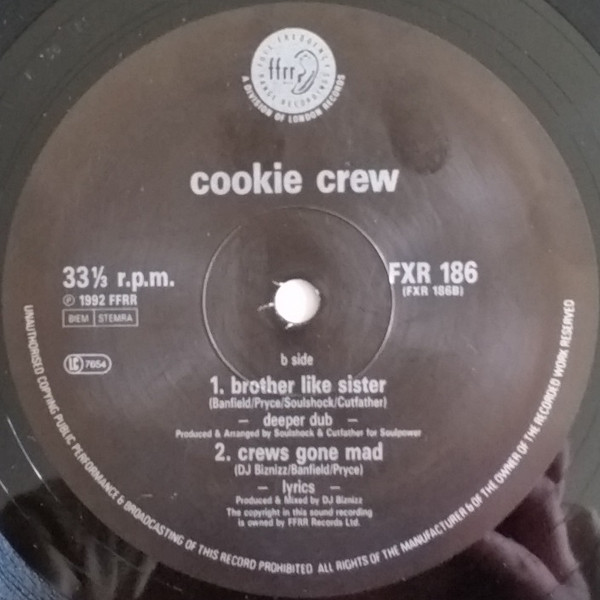 FULL FREQUENCY
ffrr
RANGE RECORDINGS
A DIVISION OF LONDON RECORDS
cookie crew
33⅓ r.p.m.
℗ 1992 FFRR
BIEM STEMRA
LC 7654
FXR 186
(FXR 186B)
b side
1. brother like sister
(Banfield/Pryce/Soulshock/Cutfather)
– deeper dub –
Produced & Arranged by Soulshock & Cutfather for Soulpower
2. crews gone mad
(DJ Biznizz/Banfield/Pryce)
– lyrics –
Produced & Mixed by DJ Biznizz
The copyright in this sound recording
is owned by FFRR Records Ltd.
UNAUTHORISED COPYING PUBLIC PERFORMANCE & BROADCASTING OF THIS RECORD PROHIBITED ALL RIGHTS OF THE MANUFACTURER & OF THE OWNER OF THE RECORDED WORK RESERVED